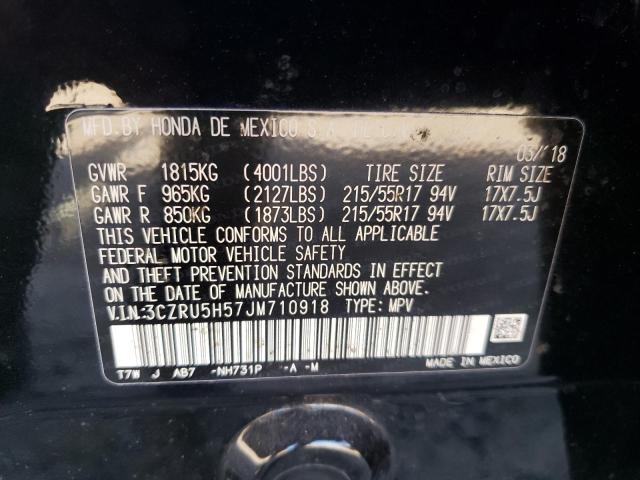 MFD.BY HONDA DE MEXICO S.A. DE C.V.
03/'18
GVWR 1815KG (4001LBS) TIRE SIZE RIM SIZE
GAWR F 965KG (2127LBS) 215/55R17 94V 17X7.5J
GAWR R 850KG (1873LBS) 215/55R17 94V 17X7.5J
THIS VEHICLE CONFORMS TO ALL APPLICABLE
FEDERAL MOTOR VEHICLE SAFETY
AND THEFT PREVENTION STANDARDS IN EFFECT
ON THE DATE OF MANUFACTURE SHOWN ABOVE.
V.I.N.:3CZRU5H57JM710918 TYPE: MPV
T7W J AB7 -NH731P -A -M
MADE IN MEXICO